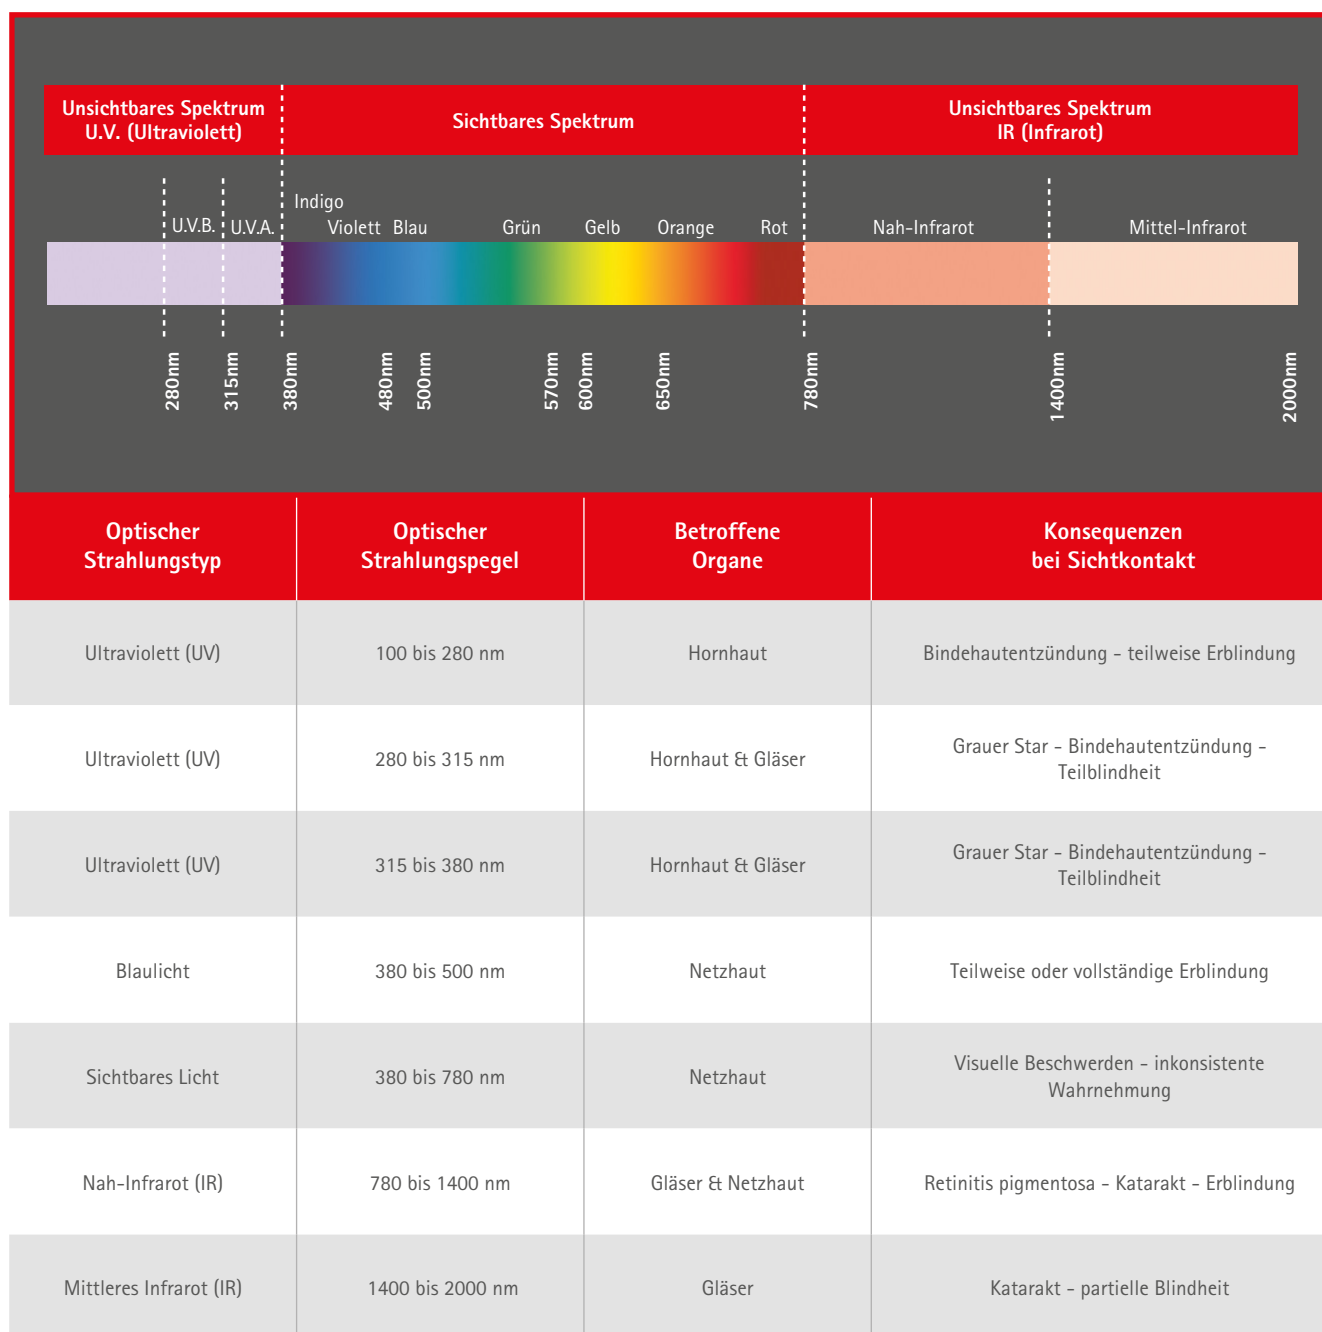 Unsichtbares Spektrum
U.V. (Ultraviolett)
Sichtbares Spektrum
Unsichtbares Spektrum
IR (Infrarot)
U.V.B.
U.V.A.
Indigo
Violett
Blau
Grün
Gelb
Orange
Rot
Nah-Infrarot
Mittel-Infrarot
280nm
315nm
380nm
480nm
500nm
570nm
600nm
650nm
780nm
1400nm
2000nm
Optischer
Strahlungstyp
Optischer
Strahlungspegel
Betroffene
Organe
Konsequenzen
bei Sichtkontakt
Ultraviolett (UV)
100 bis 280 nm
Hornhaut
Bindehautentzündung - teilweise Erblindung
Ultraviolett (UV)
280 bis 315 nm
Hornhaut & Gläser
Grauer Star - Bindehautentzündung -
Teilblindheit
Ultraviolett (UV)
315 bis 380 nm
Hornhaut & Gläser
Grauer Star - Bindehautentzündung -
Teilblindheit
Blaulicht
380 bis 500 nm
Netzhaut
Teilweise oder vollständige Erblindung
Sichtbares Licht
380 bis 780 nm
Netzhaut
Visuelle Beschwerden - inkonsistente
Wahrnehmung
Nah-Infrarot (IR)
780 bis 1400 nm
Gläser & Netzhaut
Retinitis pigmentosa - Katarakt - Erblindung
Mittleres Infrarot (IR)
1400 bis 2000 nm
Gläser
Katarakt - partielle Blindheit